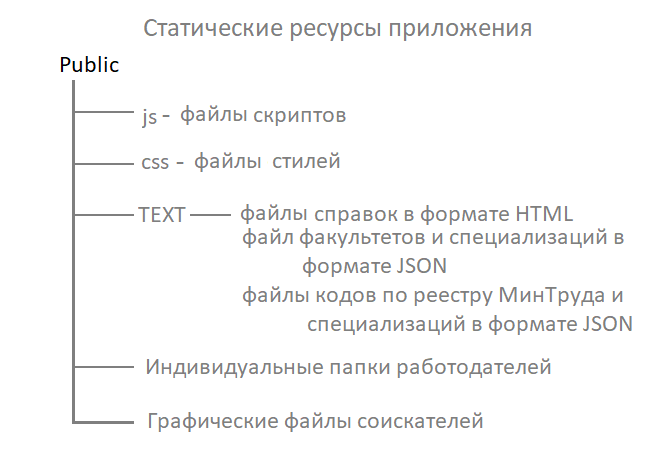 Статические ресурсы приложения
Public
js - файлы скриптов
css - файлы стилей
TEXT файлы справок в формате HTML
файл факультетов и специализаций в
формате JSON
файлы кодов по реестру МинТруда и
специализаций в формате JSON
Индивидуальные папки работодателей
Графические файлы соискателей